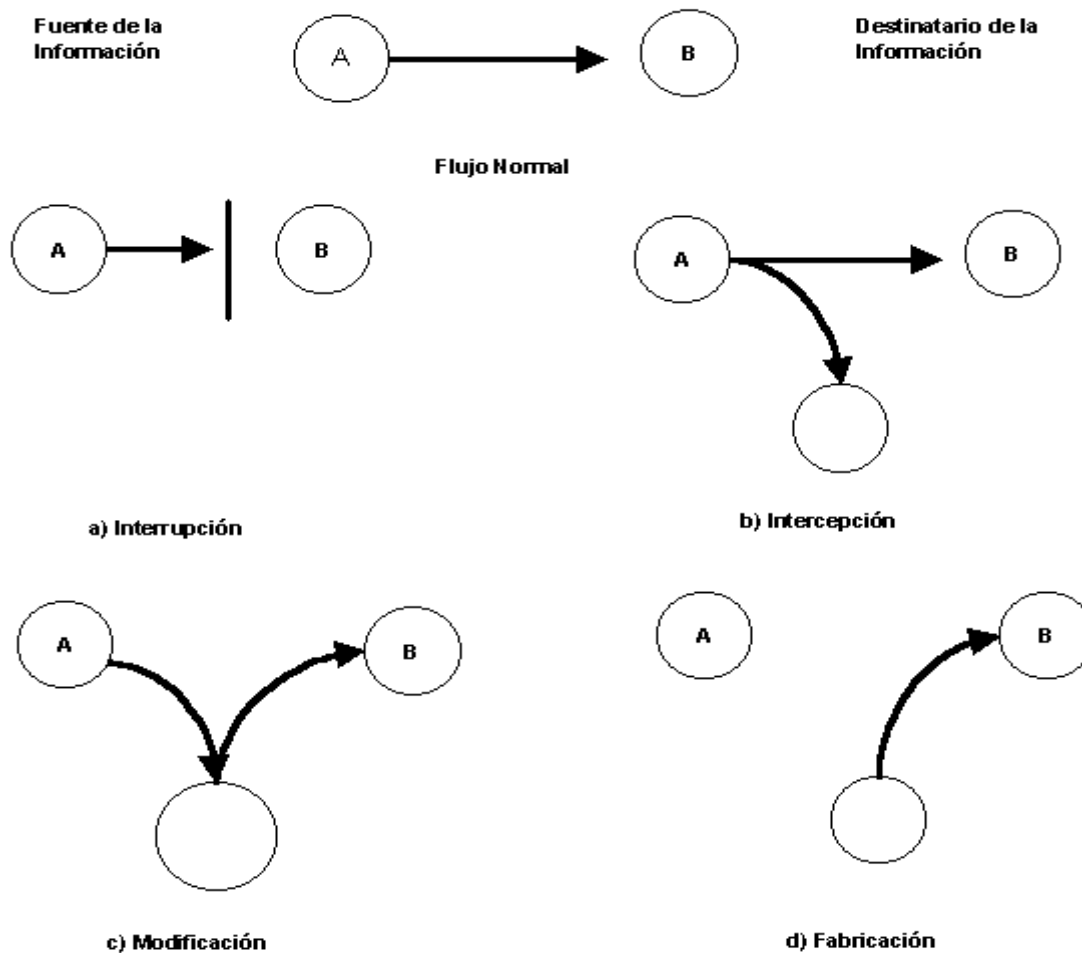 Fuente de la
Información
A
B
Destinatario de la
Información
Flujo Normal
A
B
A
B
a) Interrupción
b) Intercepción
A
B
A
B
c) Modificación
d) Fabricación